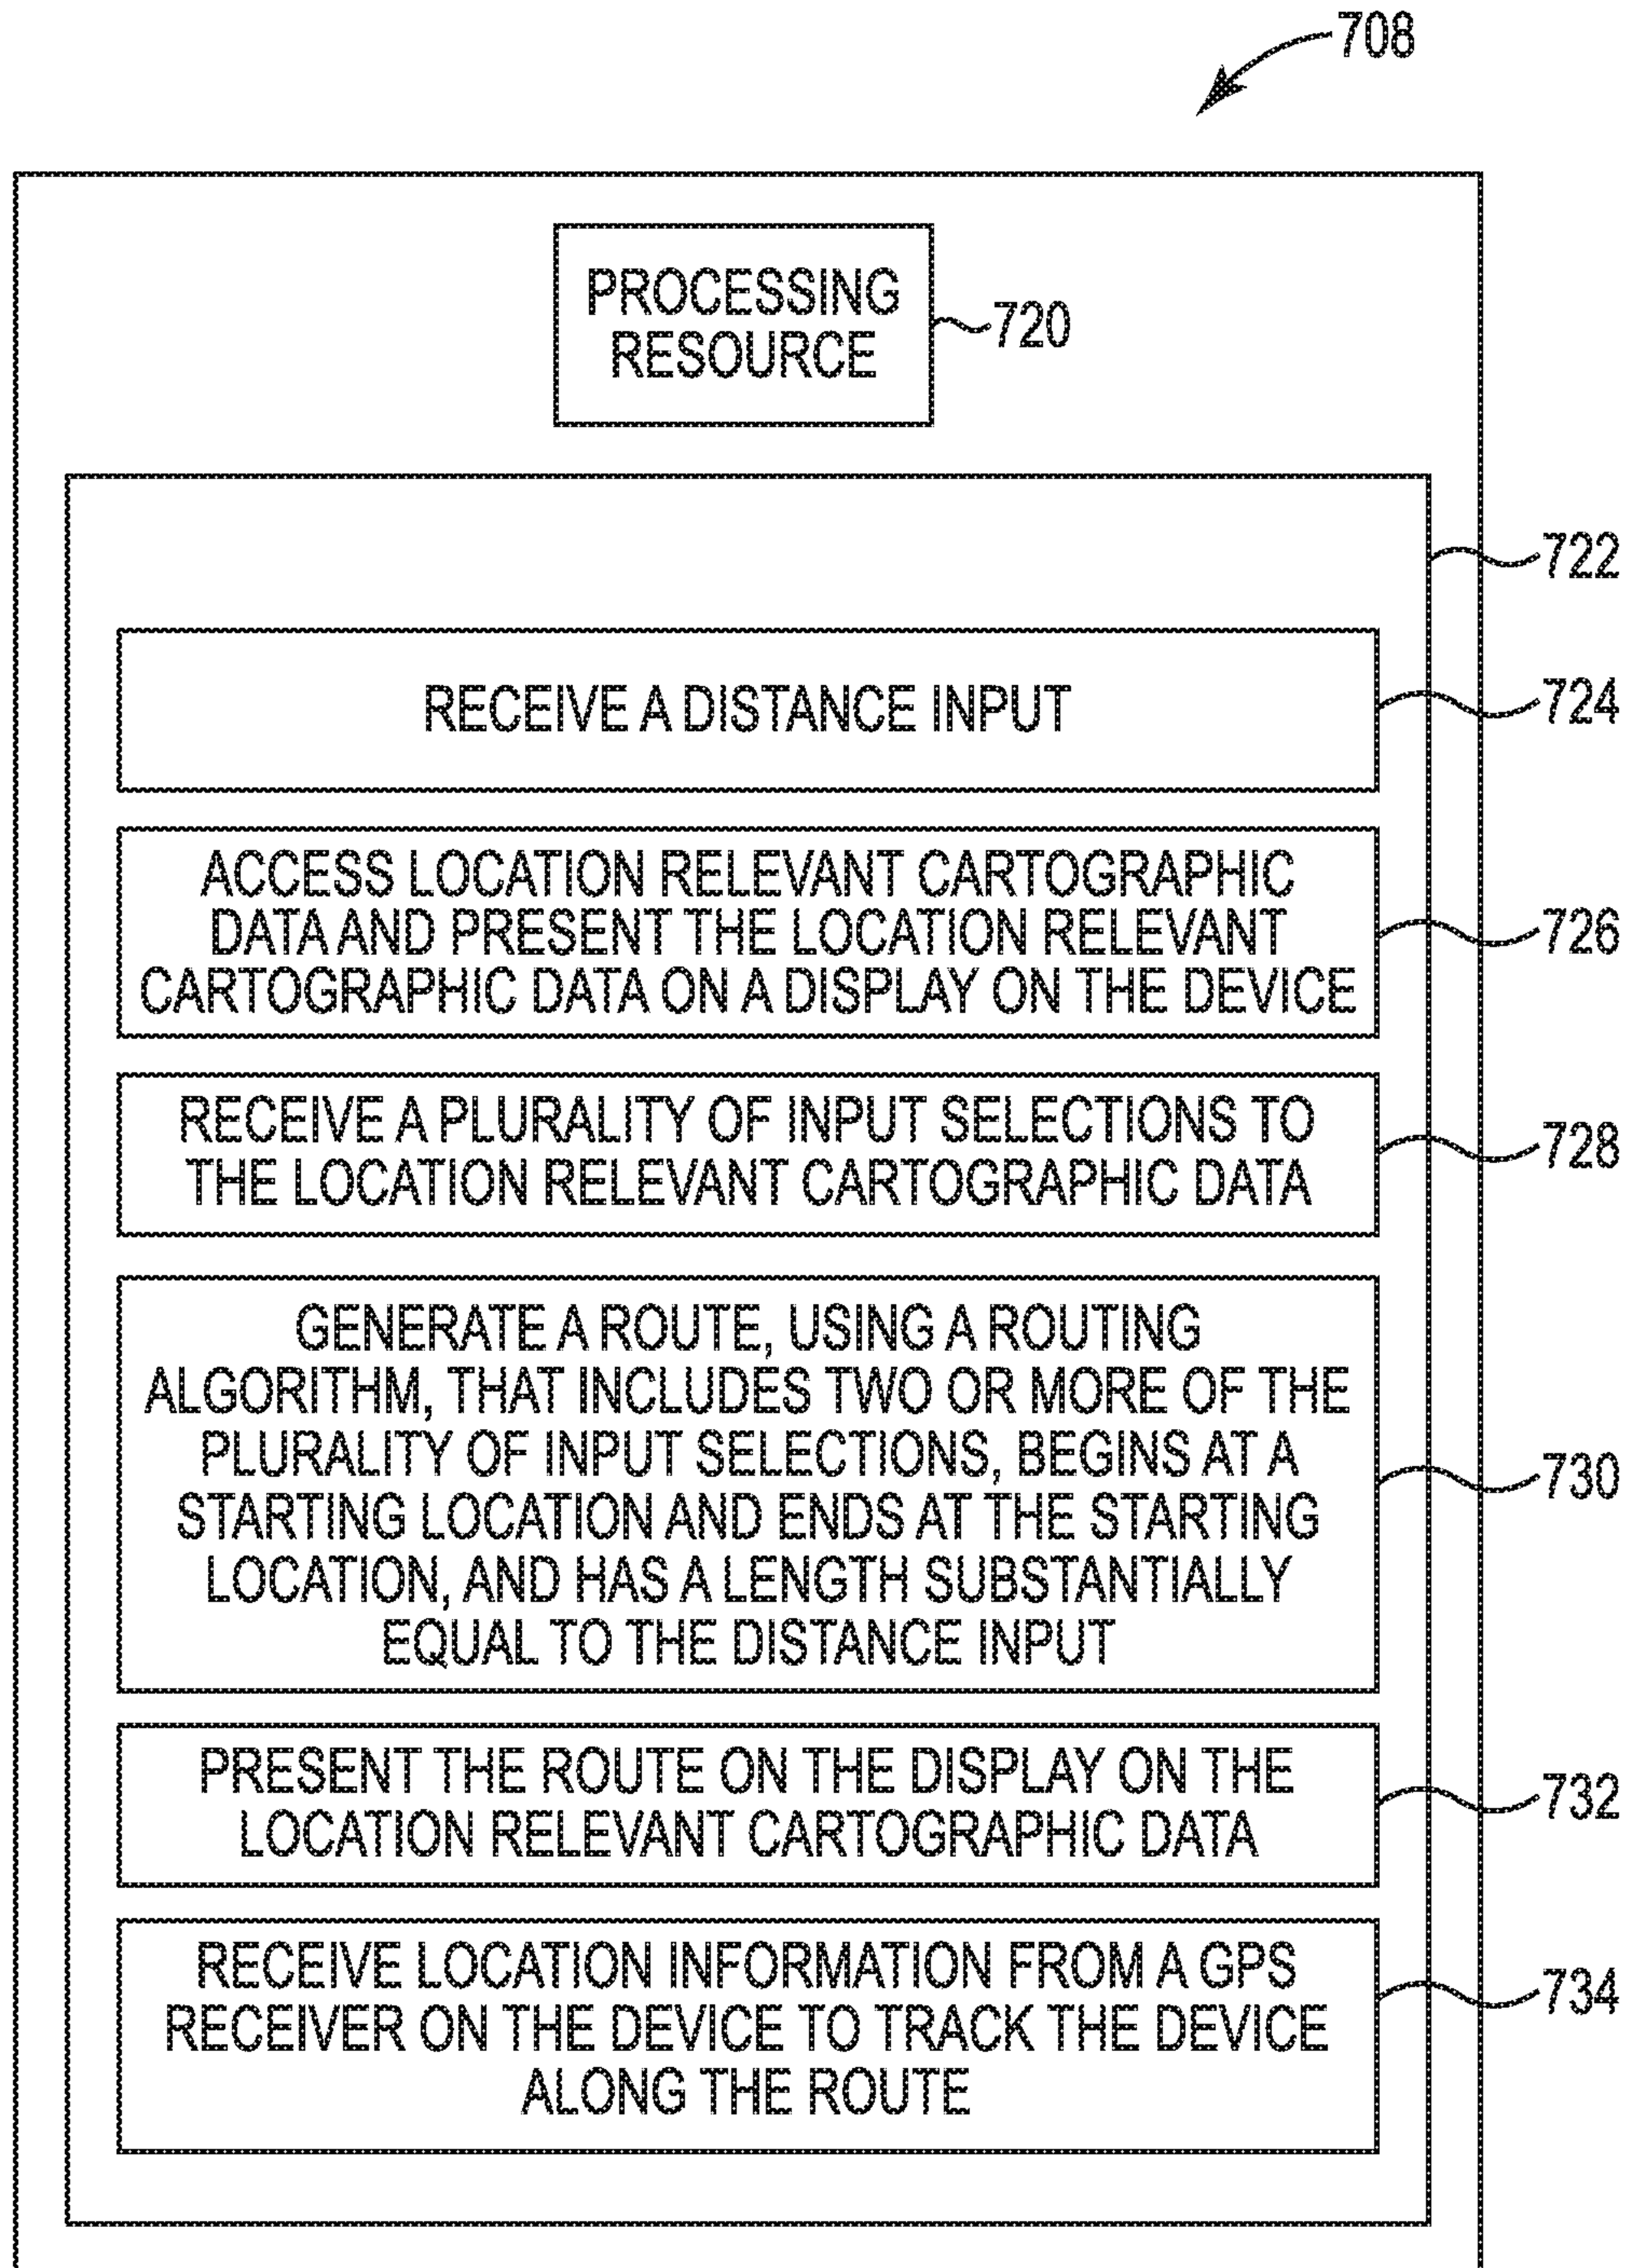 708
PROCESSING
RESOURCE
720
722
RECEIVE A DISTANCE INPUT
724
ACCESS LOCATION RELEVANT CARTOGRAPHIC
DATA AND PRESENT THE LOCATION RELEVANT
CARTOGRAPHIC DATA ON A DISPLAY ON THE DEVICE
726
RECEIVE A PLURALITY OF INPUT SELECTIONS TO
THE LOCATION RELEVANT CARTOGRAPHIC DATA
728
GENERATE A ROUTE, USING A ROUTING
ALGORITHM, THAT INCLUDES TWO OR MORE OF THE
PLURALITY OF INPUT SELECTIONS, BEGINS AT A
STARTING LOCATION AND ENDS AT THE STARTING
LOCATION, AND HAS A LENGTH SUBSTANTIALLY
EQUAL TO THE DISTANCE INPUT
730
PRESENT THE ROUTE ON THE DISPLAY ON THE
LOCATION RELEVANT CARTOGRAPHIC DATA
732
RECEIVE LOCATION INFORMATION FROM A GPS
RECEIVER ON THE DEVICE TO TRACK THE DEVICE
ALONG THE ROUTE
734